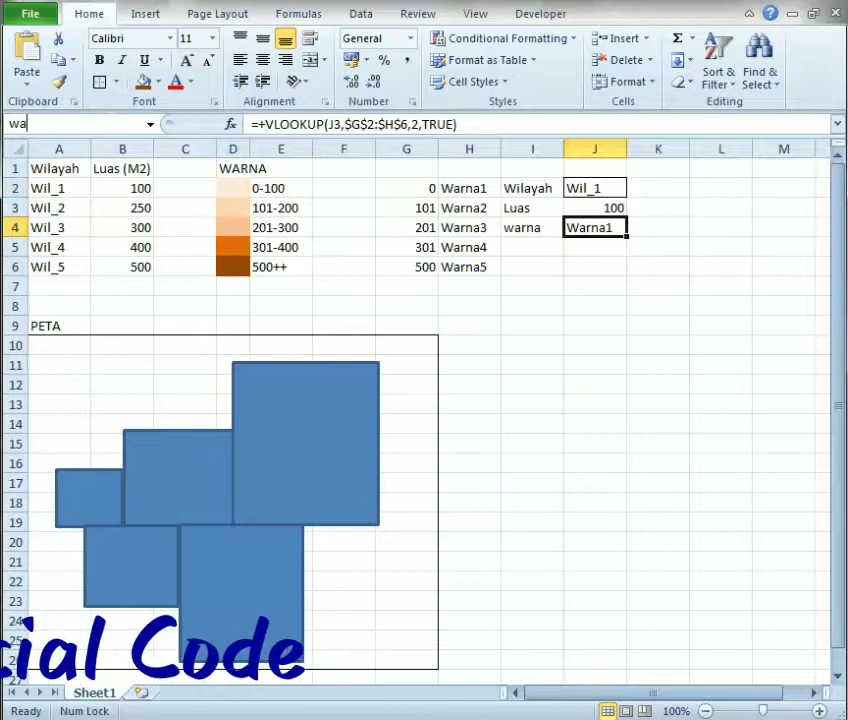 File Home Insert Page Layout Formulas Data Review View Developer
Calibri 11 General Conditional Formatting Insert Σ
Paste B I U A A % , Format as Table Delete Sort & Find &
A Cell Styles Format Filter Select
Clipboard Font Alignment Number Styles Cells Editing
wa fx =+VLOOKUP(J3,$G$2:$H$6,2,TRUE)
A B C D E F G H I J K L M
1 Wilayah Luas (M2) WARNA
2 Wil_1 100 0-100 0 Warna1 Wilayah Wil_1
3 Wil_2 250 101-200 101 Warna2 Luas 100
4 Wil_3 300 201-300 201 Warna3 warna Warna1
5 Wil_4 400 301-400 301 Warna4
6 Wil_5 500 500++ 500 Warna5
7
8
9 PETA
10
11
12
13
14
15
16
17
18
19
20
21
22
23
24
cial Code
27
Sheet1
Ready Num Lock 100%